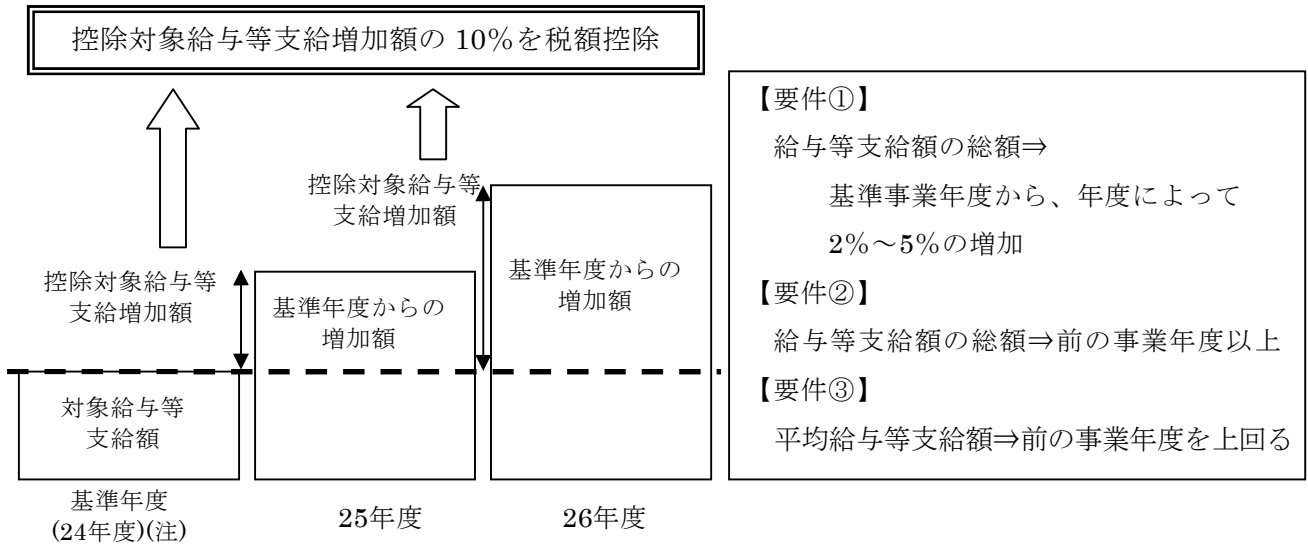 控除対象給与等支給増加額の 10％を税額控除
控除対象給与等
支給増加額
控除対象給与等
支給増加額
基準年度からの
増加額
基準年度からの
増加額
対象給与等
支給額
基準年度
(24年度)(注)
25年度
26年度
【要件①】
給与等支給額の総額⇒
基準事業年度から、年度によって
2％～5％の増加
【要件②】
給与等支給額の総額⇒前の事業年度以上
【要件③】
平均給与等支給額⇒前の事業年度を上回る